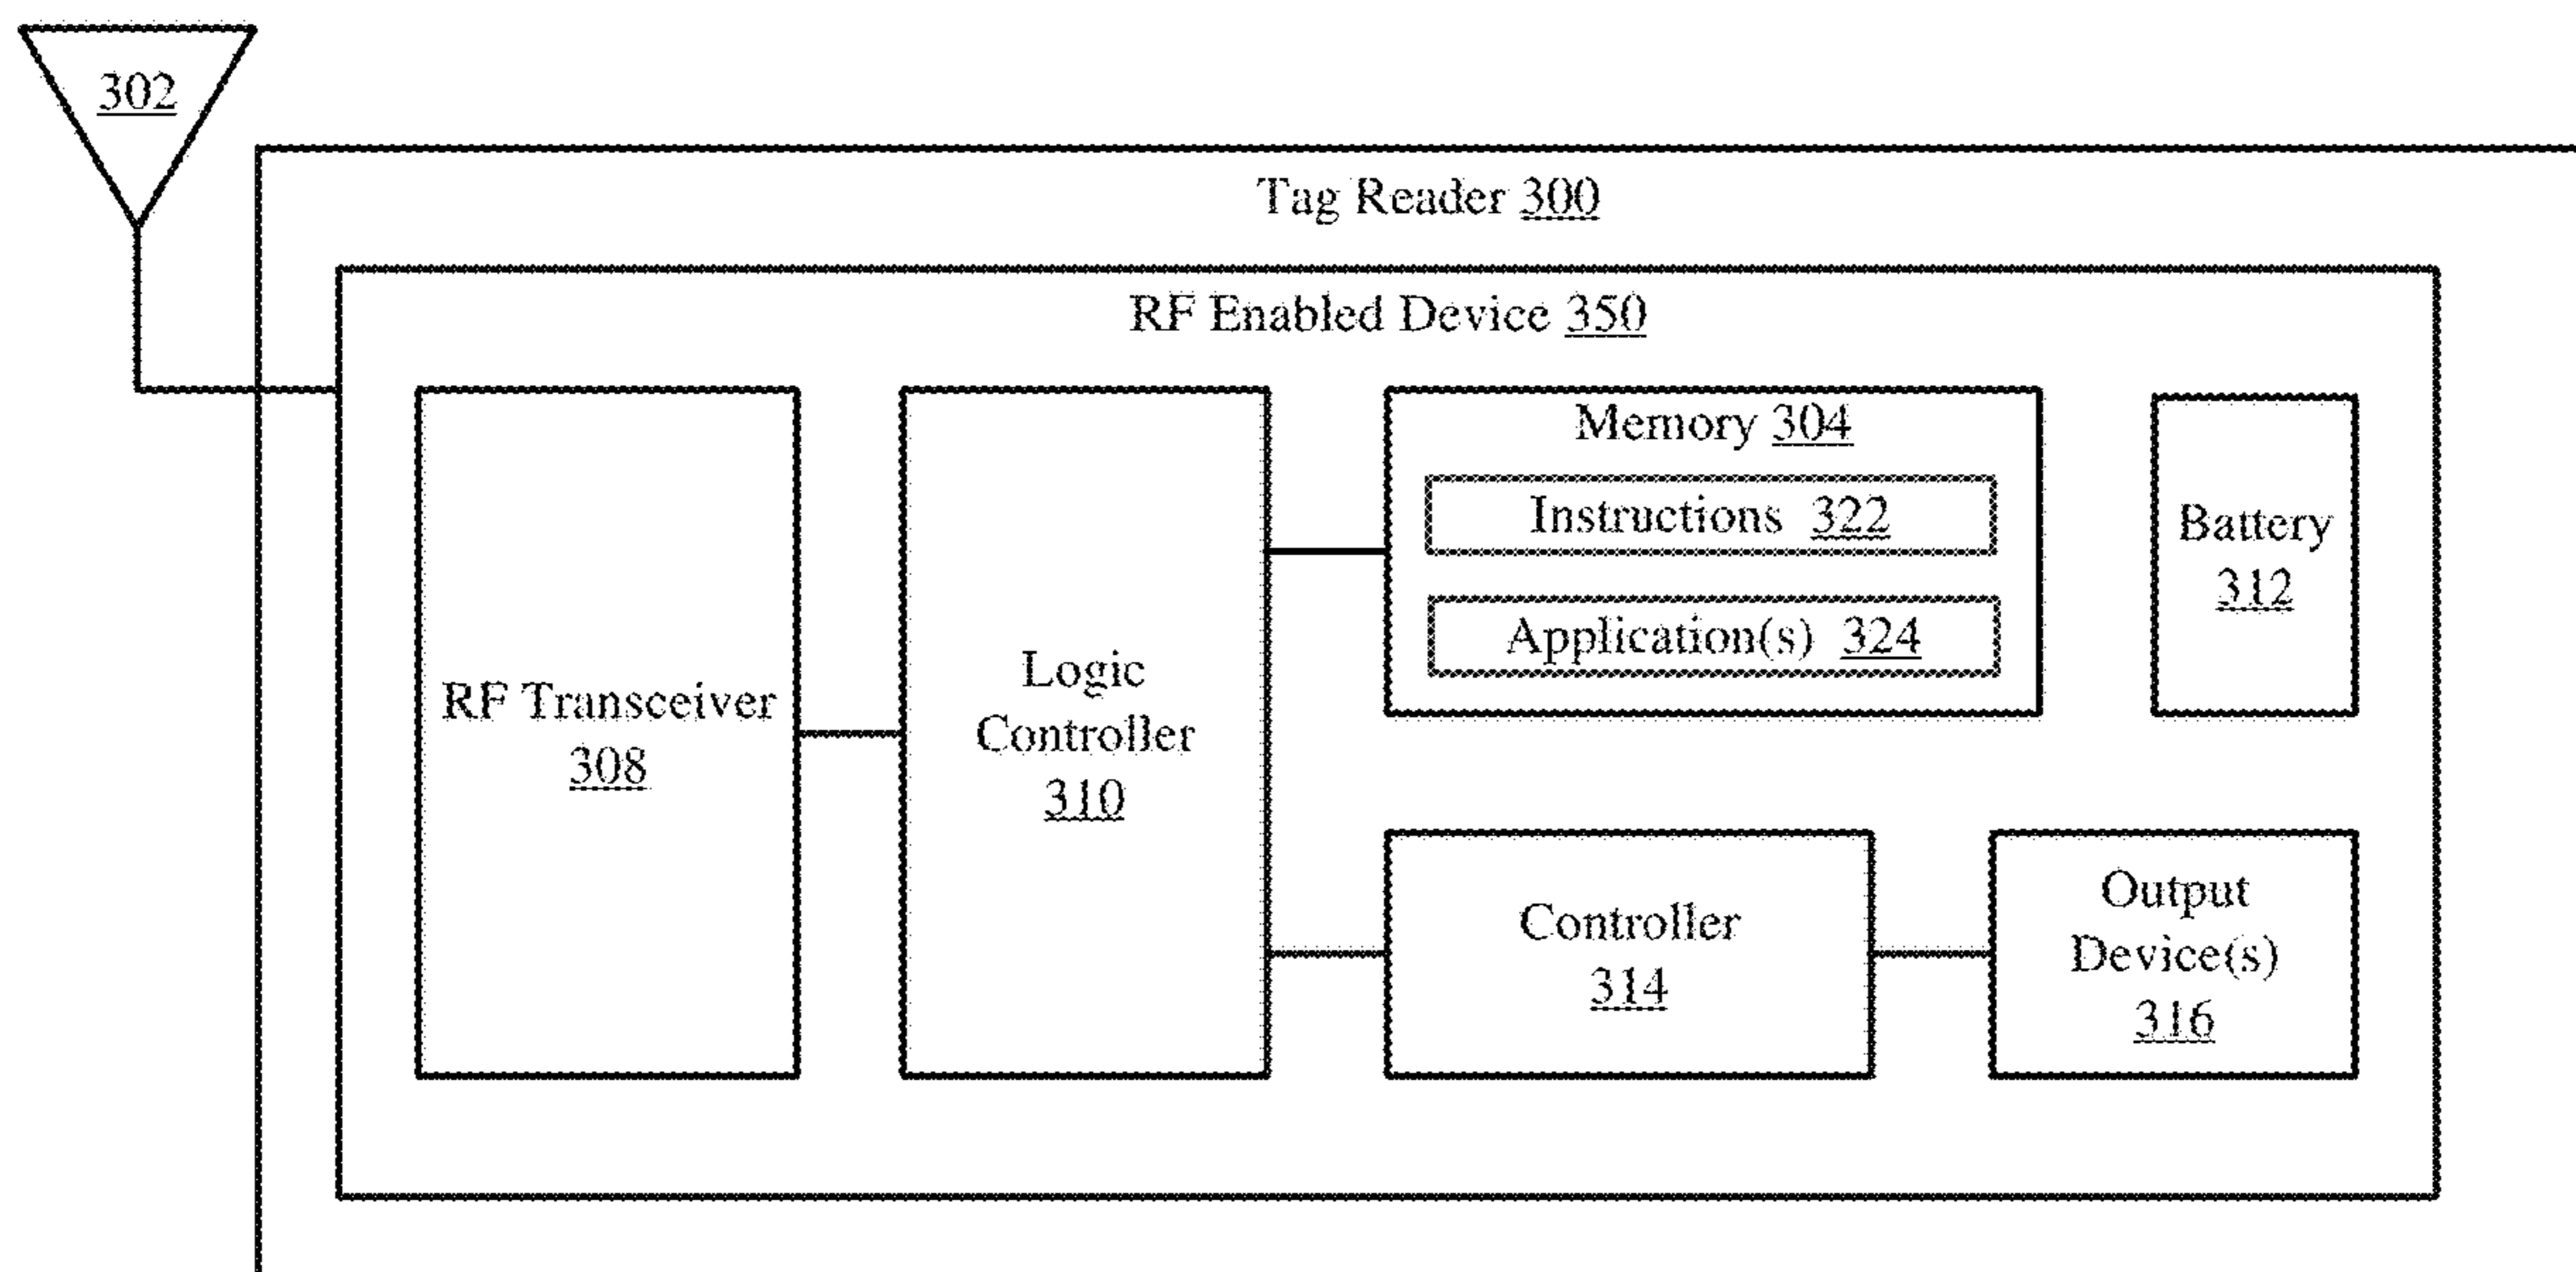 302
Tag Reader 300
RF Enabled Device 350
RF Transceiver
308
Logic
Controller
310
Memory 304
Instructions 322
Application(s) 324
Battery
312
Controller
314
Output
Device(s)
316